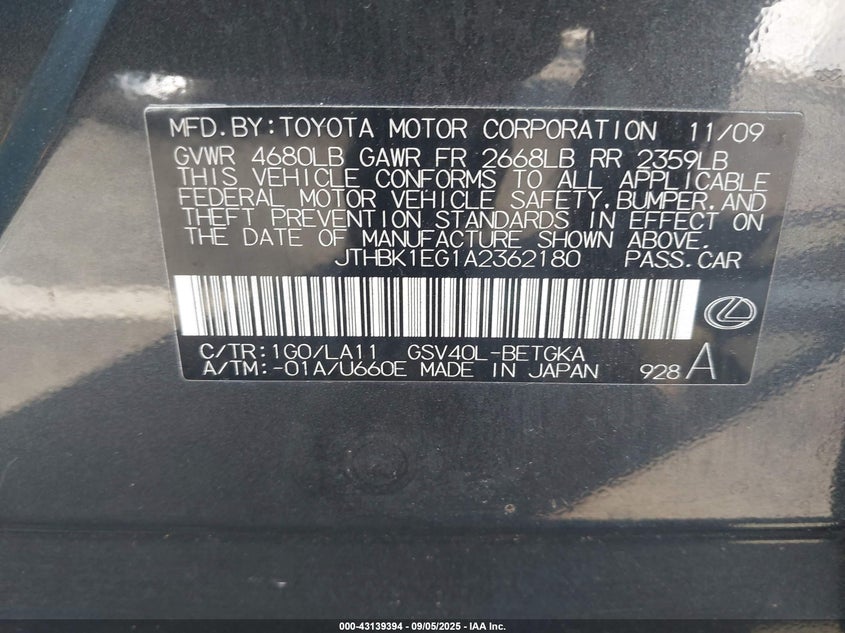 MFD.BY:TOYOTA MOTOR CORPORATION 11/09
GVWR 4680LB GAWR FR 2668LB RR 2359LB
THIS VEHICLE CONFORMS TO ALL APPLICABLE
FEDERAL MOTOR VEHICLE SAFETY,BUMPER,AND
THEFT PREVENTION STANDARDS IN EFFECT ON
THE DATE OF MANUFACTURE SHOWN ABOVE.
JTHBK1EG1A2362180 PASS.CAR
C/TR:1G0/LA11 GSV40L-BETGKA
A/TM:-01A/U660E MADE IN JAPAN 928 A
000-43139394 - 09/05/2025 - IAA Inc.